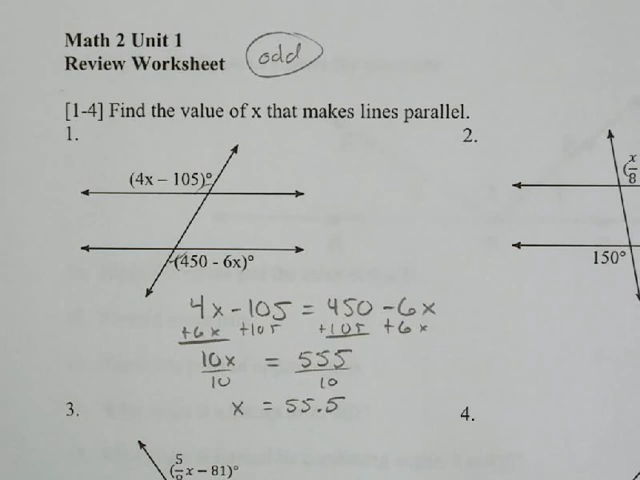 Math 2 Unit 1
Review Worksheet
odd
[1-4] Find the value of x that makes lines parallel.
1.
2.
(4x – 105)°
(x/8
(450 - 6x)°
150°
4x - 105 = 450 - 6x
+6x +105 +105 +6x
10x = 555
10 10
x = 55.5
3.
4.
(5/8x – 81)°